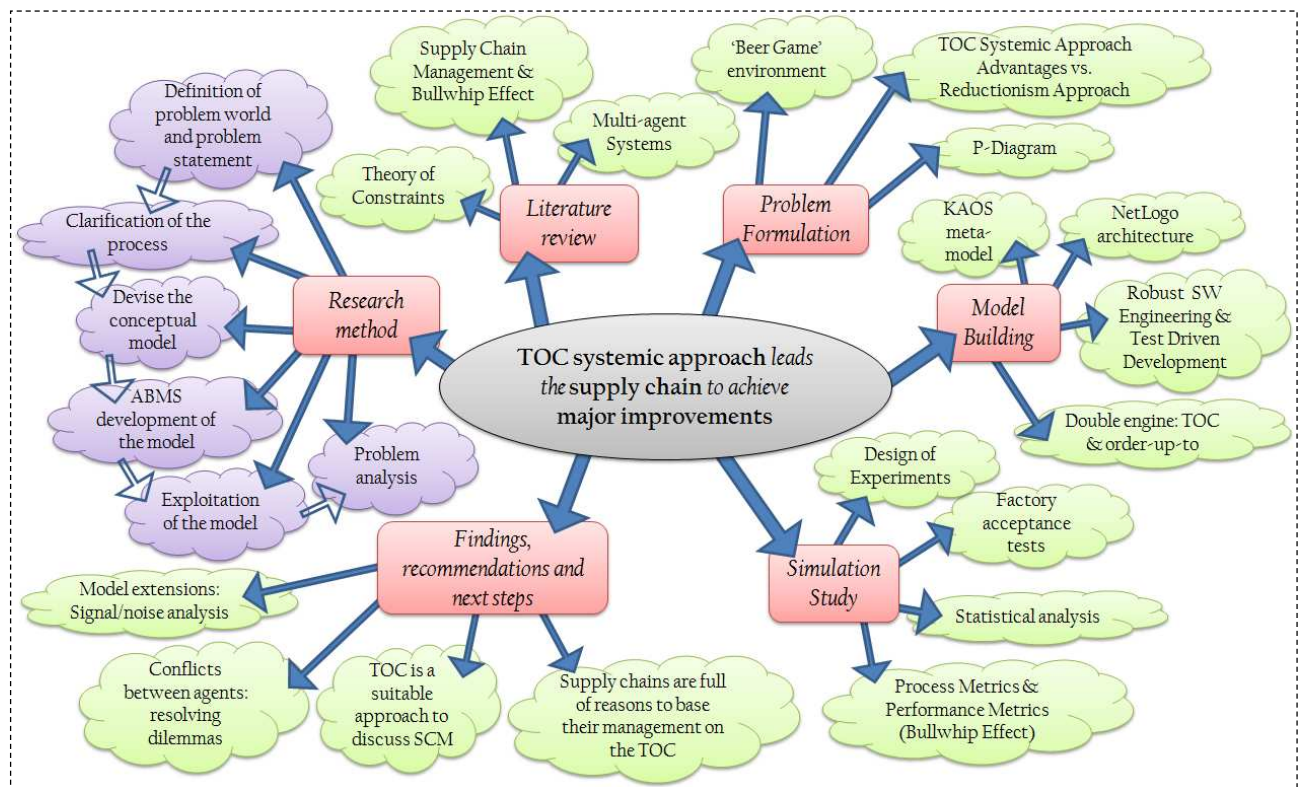 Supply Chain
Management &
Bullwhip Effect
'Beer Game'
environment
TOC Systemic Approach
Advantages vs.
Reductionism Approach
Definition of
problem world
and problem
statement
Multi-agent
Systems
P-Diagram
Theory of
Constraints
Literature
review
Problem
Formulation
KAOS
meta-
model
NetLogo
architecture
Clarification of the
process
Devise the
conceptual
model
Research
method
Model
Building
Robust SW
Engineering &
Test Driven
Development
TOC systemic approach leads
the supply chain to achieve
major improvements
ABMS
development of
the model
Double engine: TOC
& order-up-to
Problem
analysis
Design of
Experiments
Exploitation
of the model
Factory
acceptance
tests
Findings,
recommendations and
next steps
Simulation
Study
Model extensions:
Signal/noise analysis
Statistical analysis
Conflicts
between agents:
resolving
dilemmas
TOC is a
suitable
approach to
discuss SCM
Supply chains are full
of reasons to base
their management on
the TOC
Process Metrics &
Performance Metrics
(Bullwhip Effect)